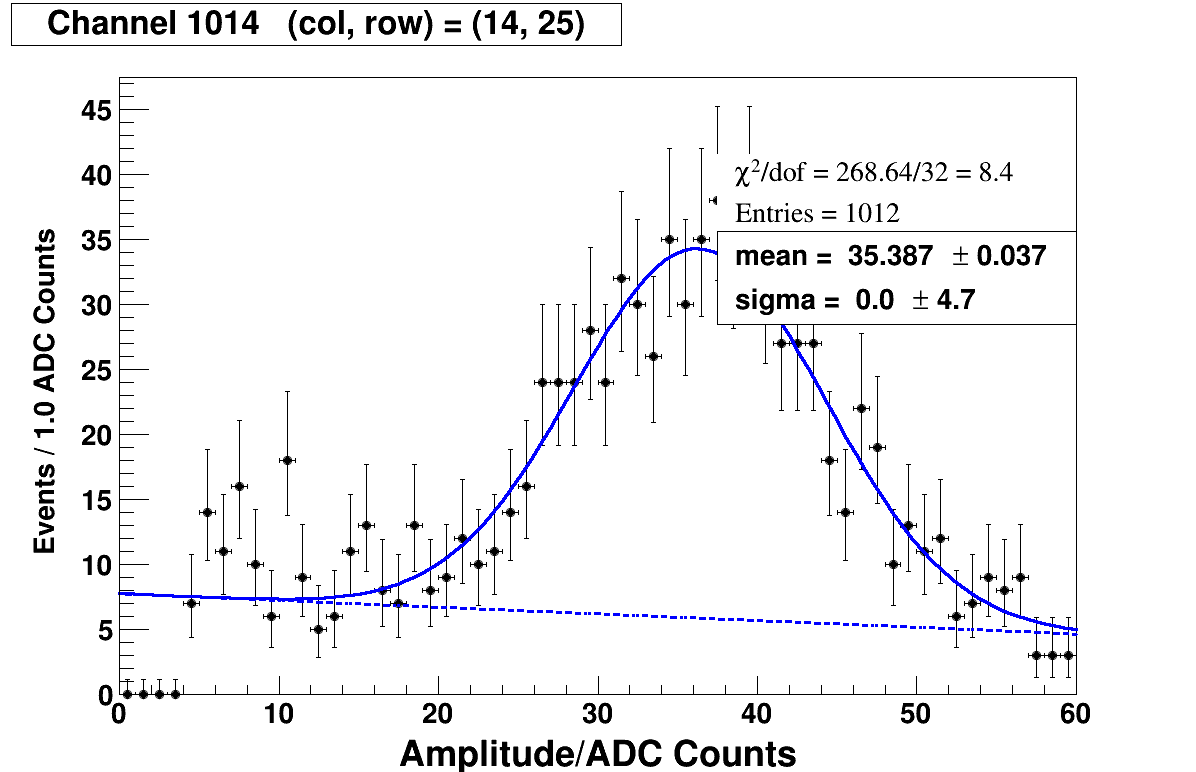 Channel 1014 (col, row) = (14, 25)
45
40
35
30
25
20
15
10
5
0
Events / 1.0 ADC Counts
χ²/dof = 268.64/32 = 8.4
Entries = 1012
mean = 35.387 ± 0.037
sigma = 0.0 ± 4.7
0 10 20 30 40 50 60
Amplitude/ADC Counts